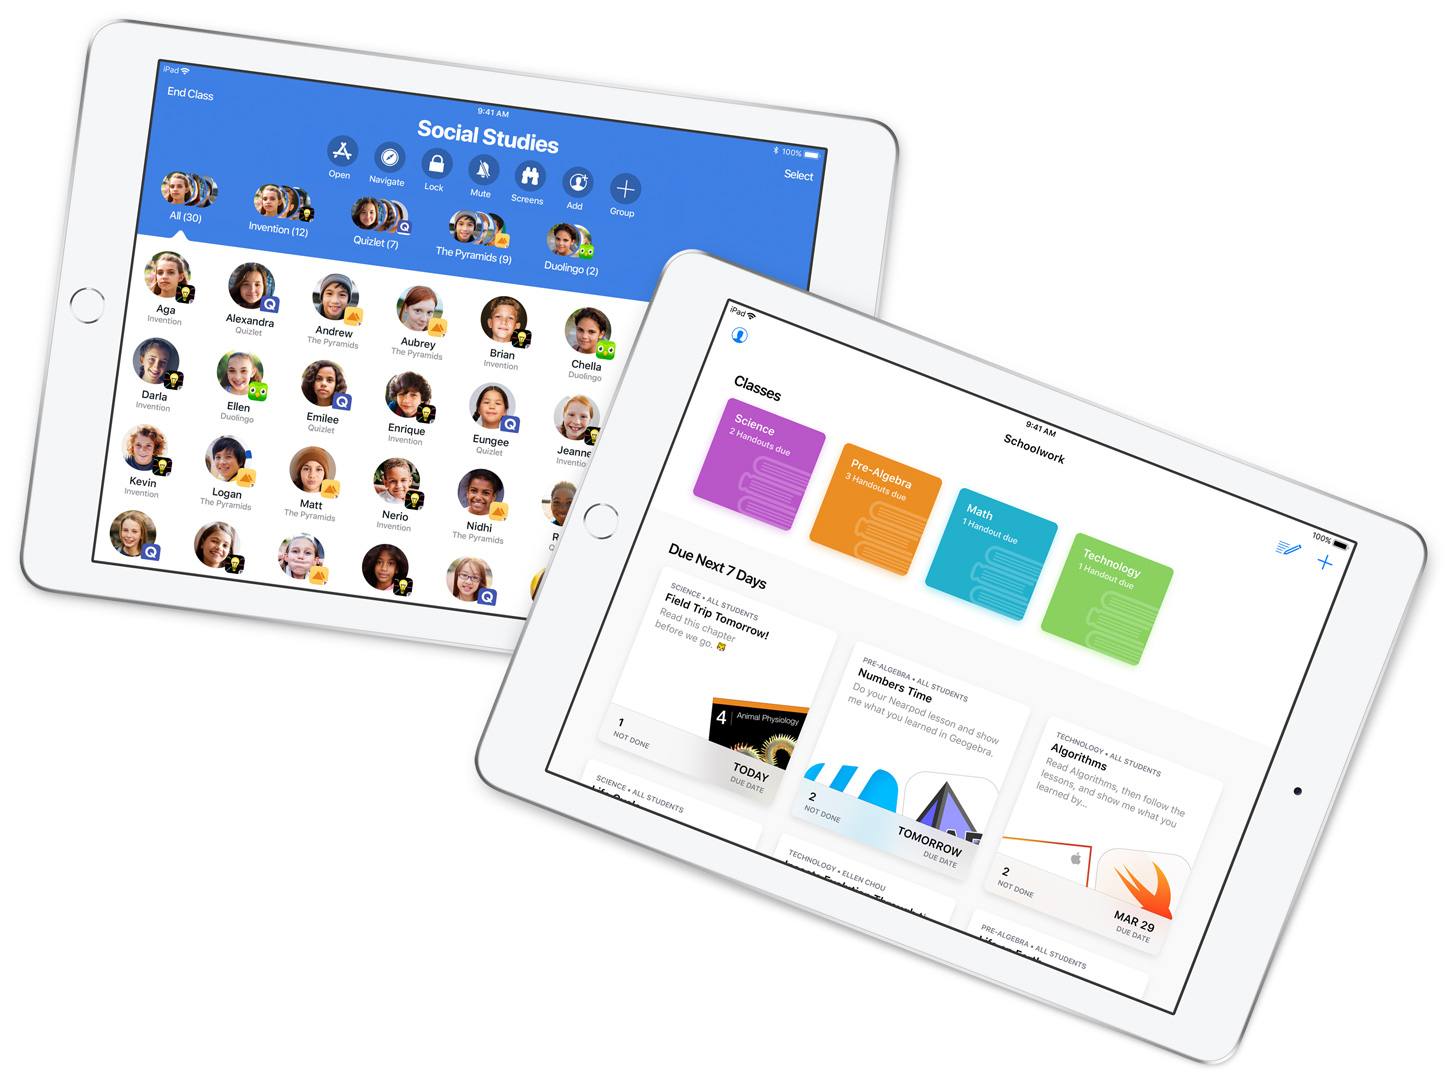 iPad
9:41 AM
100%
End Class
Social Studies
Select
Open
Navigate
Lock
Mute
Screens
Add
Group
All (30)
Invention (12)
Quizlet (7)
The Pyramids (9)
Duolingo (2)
Aga
Invention
Alexandra
Quizlet
Andrew
The Pyramids
Aubrey
The Pyramids
Brian
Invention
Chella
Duolingo
Darla
Invention
Ellen
Duolingo
Emilee
Quizlet
Enrique
Invention
Eungee
Quizlet
Jeanne
Inventio
Kevin
Invention
Logan
The Pyramids
Matt
The Pyramids
Nerio
Invention
Nidhi
The Pyramids
iPad
9:41 AM
100%
Schoolwork
Classes
Science
2 Handouts due
Pre-Algebra
3 Handouts due
Math
1 Handout due
Technology
1 Handout due
Due Next 7 Days
SCIENCE • ALL STUDENTS
Field Trip Tomorrow!
Read this chapter
before we go. 🐯
4 Animal Physiology
1
NOT DONE
TODAY
DUE DATE
PRE-ALGEBRA • ALL STUDENTS
Numbers Time
Do your Nearpod lesson and show
me what you learned in Geogebra.
2
NOT DONE
TOMORROW
DUE DATE
TECHNOLOGY • ALL STUDENTS
Algorithms
Read Algorithms, then follow the
lessons, and show me what you
learned by...
2
NOT DONE
MAR 29
DUE DATE
SCIENCE • ALL STUDENTS
TECHNOLOGY • ELLEN CHOU
PRE-ALGEBRA • ALL STUDENTS